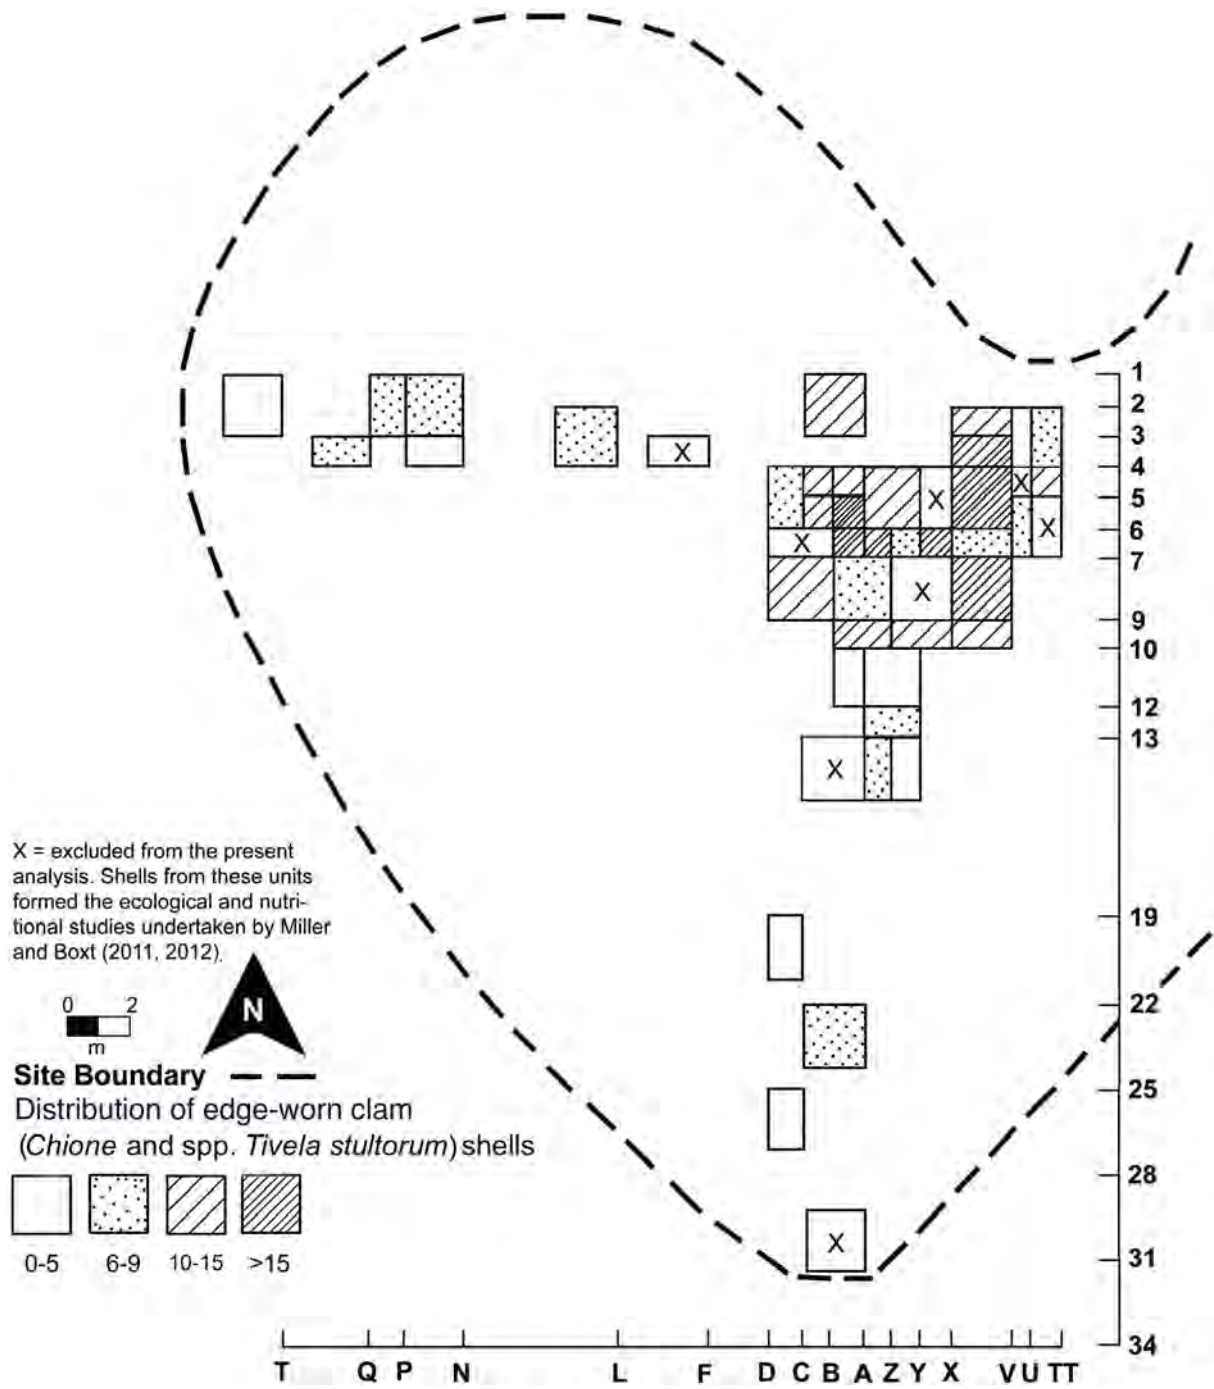 1
2
3
X
4
X
X
5
X
X
6
X
7
X
9
10
12
13
X
X = excluded from the present
analysis. Shells from these units
formed the ecological and nutri-
tional studies undertaken by Miller
and Boxt (2011, 2012).
19
0 2
m
N
22
Site Boundary
Distribution of edge-worn clam
(Chione and spp. Tivela stultorum) shells
25
28
X
31
0-5 6-9 10-15 >15
34
T Q P N L F D C B A Z Y X V U TT